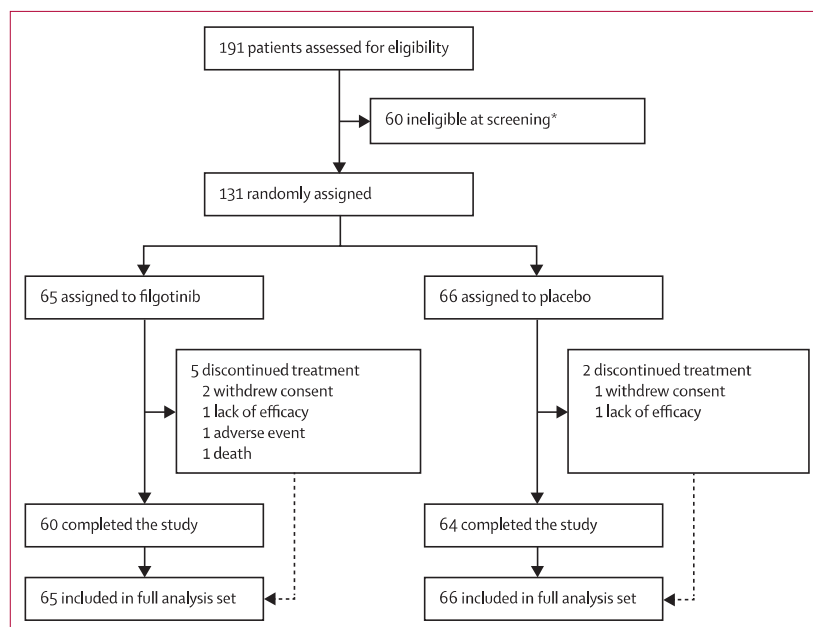 191 patients assessed for eligibility
60 ineligible at screening*
131 randomly assigned
65 assigned to filgotinib
66 assigned to placebo
5 discontinued treatment
2 withdrew consent
1 lack of efficacy
1 adverse event
1 death
2 discontinued treatment
1 withdrew consent
1 lack of efficacy
60 completed the study
64 completed the study
65 included in full analysis set
66 included in full analysis set